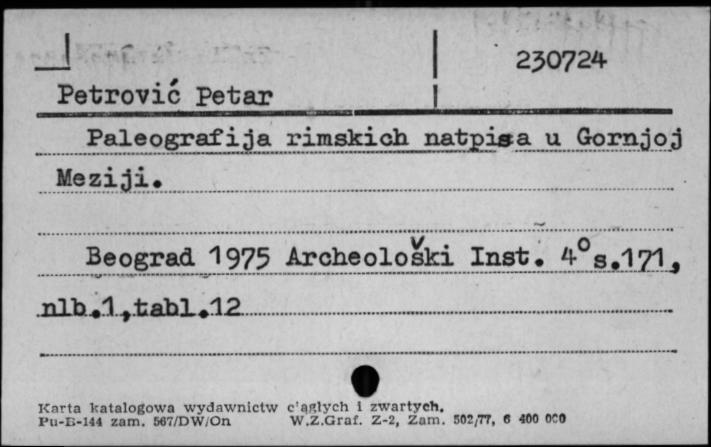 230724
Petrović Petar
Paleografija rimskich natpisa u Gornjoj
Meziji.
Beograd 1975 Archeološki Inst. 4° s.171,
nlb.1,tabl.12
Karta katalogowa wydawnictw c'ągłych i zwartych.
Pu-B-144 zam. 567/DW/On W.Z.Graf. Z-2, Zam. 502/77, 6 400 000